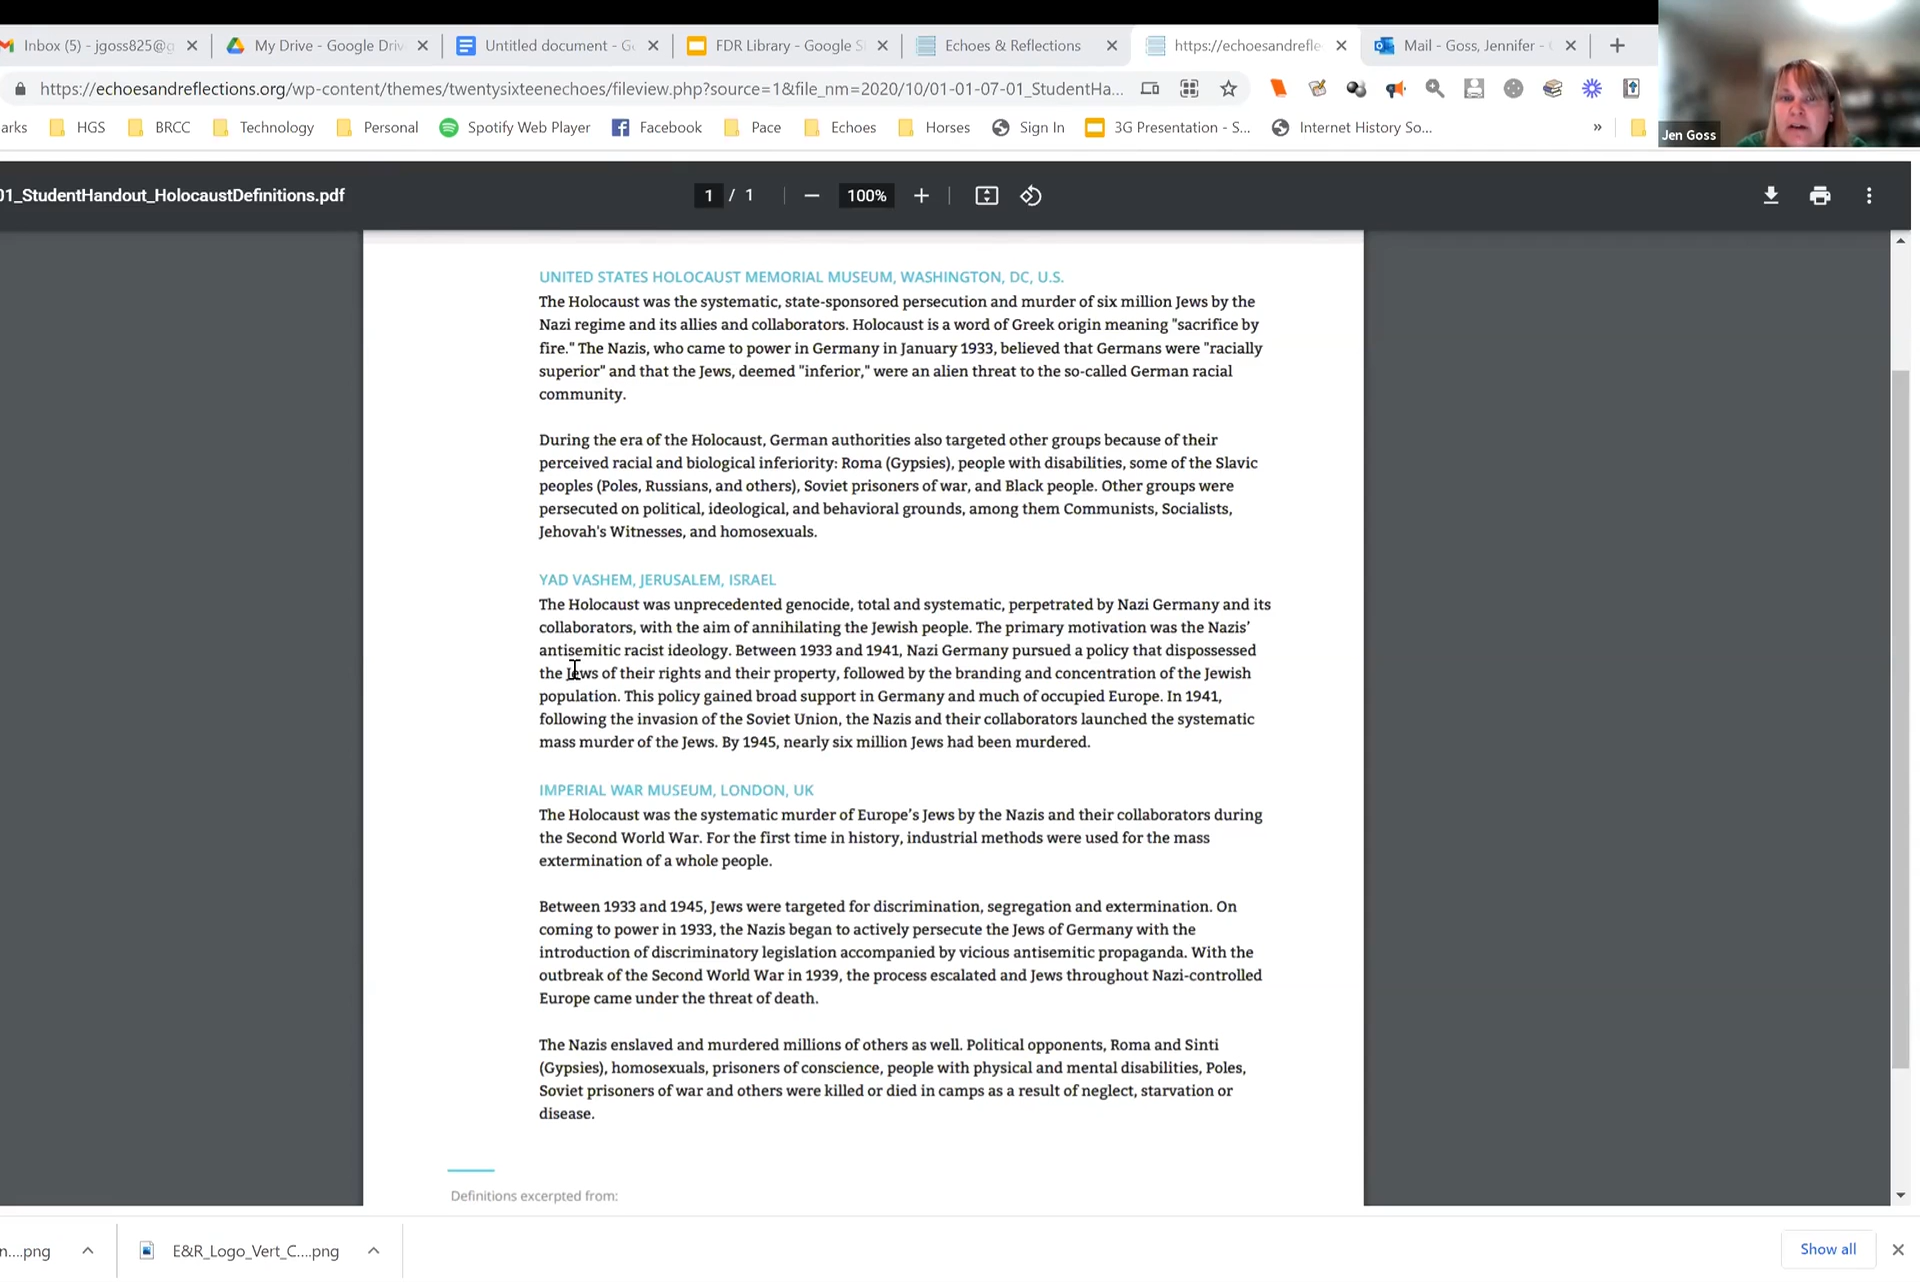 Inbox (5) - jgoss825@g
My Drive - Google Driv
Untitled document - G
FDR Library - Google S
Echoes & Reflections
https://echoesandrefle
Mail - Goss, Jennifer -
https://echoesandreflections.org/wp-content/themes/twentysixteenechoes/fileview.php?source=1&file_nm=2020/10/01-01-07-01_StudentHa...
arks
HGS
BRCC
Technology
Personal
Spotify Web Player
Facebook
Pace
Echoes
Horses
Sign In
3G Presentation - S...
Internet History So...
»
Jen Goss
01_StudentHandout_HolocaustDefinitions.pdf
1 / 1
100%
UNITED STATES HOLOCAUST MEMORIAL MUSEUM, WASHINGTON, DC, U.S.
The Holocaust was the systematic, state-sponsored persecution and murder of six million Jews by the
Nazi regime and its allies and collaborators. Holocaust is a word of Greek origin meaning "sacrifice by
fire." The Nazis, who came to power in Germany in January 1933, believed that Germans were "racially
superior" and that the Jews, deemed "inferior," were an alien threat to the so-called German racial
community.
During the era of the Holocaust, German authorities also targeted other groups because of their
perceived racial and biological inferiority: Roma (Gypsies), people with disabilities, some of the Slavic
peoples (Poles, Russians, and others), Soviet prisoners of war, and Black people. Other groups were
persecuted on political, ideological, and behavioral grounds, among them Communists, Socialists,
Jehovah's Witnesses, and homosexuals.
YAD VASHEM, JERUSALEM, ISRAEL
The Holocaust was unprecedented genocide, total and systematic, perpetrated by Nazi Germany and its
collaborators, with the aim of annihilating the Jewish people. The primary motivation was the Nazis’
antisemitic racist ideology. Between 1933 and 1941, Nazi Germany pursued a policy that dispossessed
the Jews of their rights and their property, followed by the branding and concentration of the Jewish
population. This policy gained broad support in Germany and much of occupied Europe. In 1941,
following the invasion of the Soviet Union, the Nazis and their collaborators launched the systematic
mass murder of the Jews. By 1945, nearly six million Jews had been murdered.
IMPERIAL WAR MUSEUM, LONDON, UK
The Holocaust was the systematic murder of Europe’s Jews by the Nazis and their collaborators during
the Second World War. For the first time in history, industrial methods were used for the mass
extermination of a whole people.
Between 1933 and 1945, Jews were targeted for discrimination, segregation and extermination. On
coming to power in 1933, the Nazis began to actively persecute the Jews of Germany with the
introduction of discriminatory legislation accompanied by vicious antisemitic propaganda. With the
outbreak of the Second World War in 1939, the process escalated and Jews throughout Nazi-controlled
Europe came under the threat of death.
The Nazis enslaved and murdered millions of others as well. Political opponents, Roma and Sinti
(Gypsies), homosexuals, prisoners of conscience, people with physical and mental disabilities, Poles,
Soviet prisoners of war and others were killed or died in camps as a result of neglect, starvation or
disease.
Definitions excerpted from:
n....png
E&R_Logo_Vert_C....png
Show all